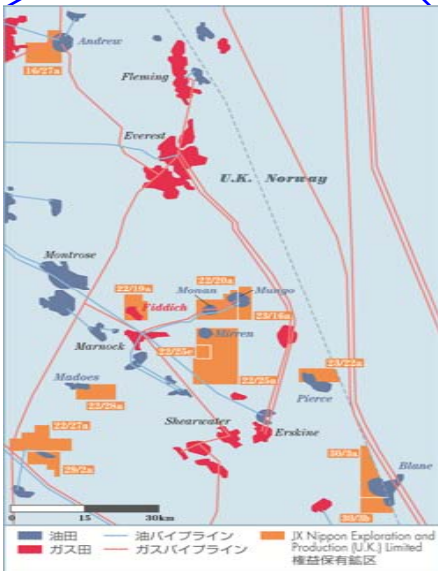 Andrew
16/27a
Fleming
Everest
U.K. Norway
Montrose
22/19a
Fiddich
22/20a
Monan
Mungo
23/16a
Marnock
Mirren
22/25c
22/25a
23/22a
Pierce
Madoes
22/28a
22/27a
29/2a
Shearwater
Erskine
30/3a
Blane
30/3b
0 15 30km
油田 油パイプライン JX Nippon Exploration and
ガス田 ガスパイプライン Production (U.K.) Limited
権益保有鉱区